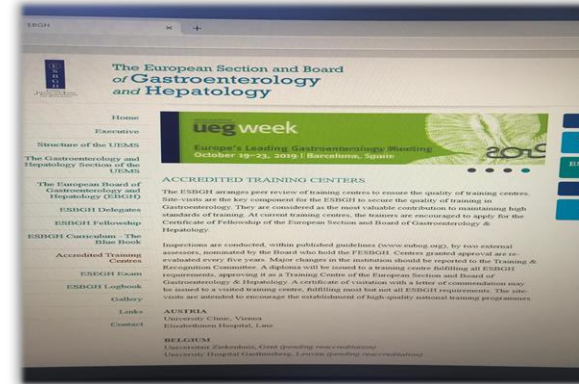 ESBGH
The European Section and Board
of Gastroenterology
and Hepatology
Home
Executive
Structure of the UEMS
The Gastroenterology and
Hepatology Section of the
UEMS
The European Board of
Gastroenterology and
Hepatology (EBGH)
ESBGH Delegates
ESBGH Fellowship
ESBGH Curriculum - The
Blue Book
Accredited Training
Centres
ESBGH Exam
ESBGH Logbook
Gallery
Links
Contact
ueg week
Europe's Leading Gastroenterology Meeting
October 19-23, 2019 | Barcelona, Spain
ACCREDITED TRAINING CENTERS
The ESBGH arranges peer review of training centres to ensure the quality of training centres.
Site-visits are the key component for the ESBGH to secure the quality of training in
Gastroenterology. They are considered as the most valuable contribution to maintaining high
standards of training. At current training centres, the trainers are encouraged to apply for the
Certificate of Fellowship of the European Section and Board of Gastroenterology &
Hepatology.
Inspections are conducted, within published guidelines (www.eubog.org), by two external
assessors, nominated by the Board who hold the FESBGH. Centres granted approval are re-
evaluated every five years. Major changes in the institution should be reported to the Training &
Recognition Committee. A diploma will be issued to a training centre fulfilling all ESBGH
requirements, approving it as a Training Centre of the European Section and Board of
Gastroenterology & Hepatology. A certificate of visitation with a letter of commendation may
be issued to a visited training centre, fulfilling most but not all ESBGH requirements. The site-
visits are intended to encourage the establishment of high-quality national training programmes
AUSTRIA
University Clinic, Vienna
Elisabethinen Hospital, Linz
BELGIUM
Universitair Ziekenhuis, Gent (pending reaccreditation)
University Hospital Gasthuisberg, Leuven (pending reaccreditation)